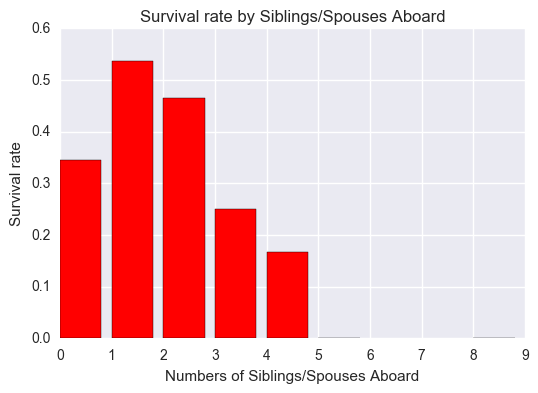 Survival rate by Siblings/Spouses Aboard
0.6
0.5
0.4
0.3
0.2
0.1
0.0
Survival rate
0 1 2 3 4 5 6 7 8 9
Numbers of Siblings/Spouses Aboard